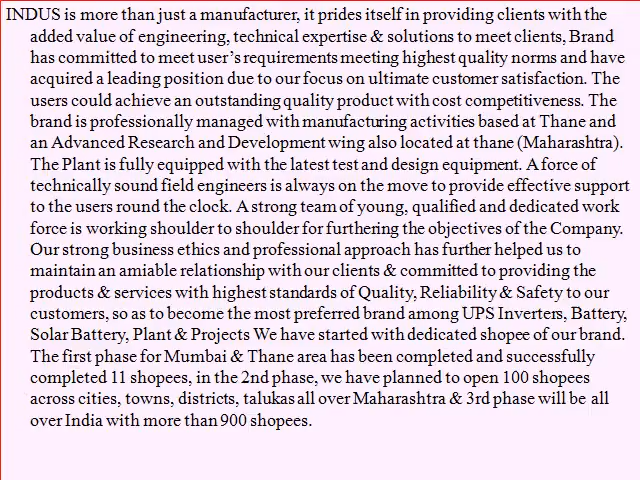 INDUS is more than just a manufacturer, it prides itself in providing clients with the
added value of engineering, technical expertise & solutions to meet clients, Brand
has committed to meet user’s requirements meeting highest quality norms and have
acquired a leading position due to our focus on ultimate customer satisfaction. The
users could achieve an outstanding quality product with cost competitiveness. The
brand is professionally managed with manufacturing activities based at Thane and
an Advanced Research and Development wing also located at thane (Maharashtra).
The Plant is fully equipped with the latest test and design equipment. A force of
technically sound field engineers is always on the move to provide effective support
to the users round the clock. A strong team of young, qualified and dedicated work
force is working shoulder to shoulder for furthering the objectives of the Company.
Our strong business ethics and professional approach has further helped us to
maintain an amiable relationship with our clients & committed to providing the
products & services with highest standards of Quality, Reliability & Safety to our
customers, so as to become the most preferred brand among UPS Inverters, Battery,
Solar Battery, Plant & Projects We have started with dedicated shopee of our brand.
The first phase for Mumbai & Thane area has been completed and successfully
completed 11 shopees, in the 2nd phase, we have planned to open 100 shopees
across cities, towns, districts, talukas all over Maharashtra & 3rd phase will be all
over India with more than 900 shopees.